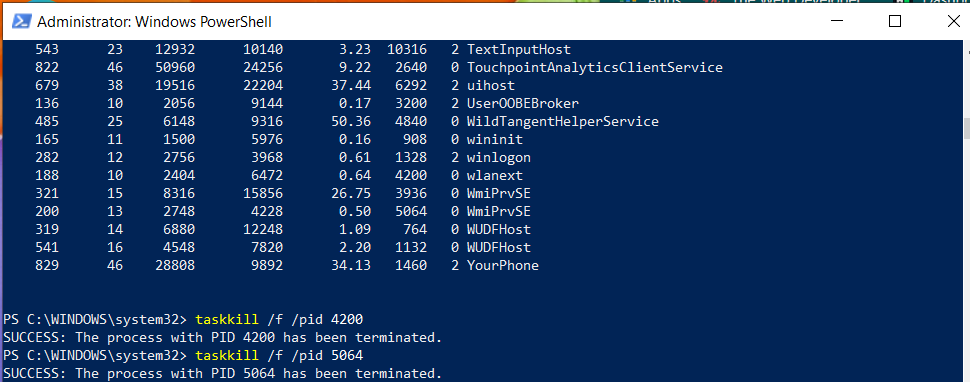 Administrator: Windows PowerShell
543 23 12932 10140 3.23 10316 2 TextInputHost
822 46 50960 24256 9.22 2640 0 TouchpointAnalyticsClientService
679 38 19516 22204 37.44 6292 2 uihost
136 10 2056 9144 0.17 3200 2 UserOOBEBroker
485 25 6148 9316 50.36 4840 0 WildTangentHelperService
165 11 1500 5976 0.16 908 0 wininit
282 12 2756 3968 0.61 1328 2 winlogon
188 10 2404 6472 0.64 4200 0 wlanext
321 15 8316 15856 26.75 3936 0 WmiPrvSE
200 13 2748 4228 0.50 5064 0 WmiPrvSE
319 14 6880 12248 1.09 764 0 WUDFHost
541 16 4548 7820 2.20 1132 0 WUDFHost
829 46 28808 9892 34.13 1460 2 YourPhone
PS C:\WINDOWS\system32> taskkill /f /pid 4200
SUCCESS: The process with PID 4200 has been terminated.
PS C:\WINDOWS\system32> taskkill /f /pid 5064
SUCCESS: The process with PID 5064 has been terminated.